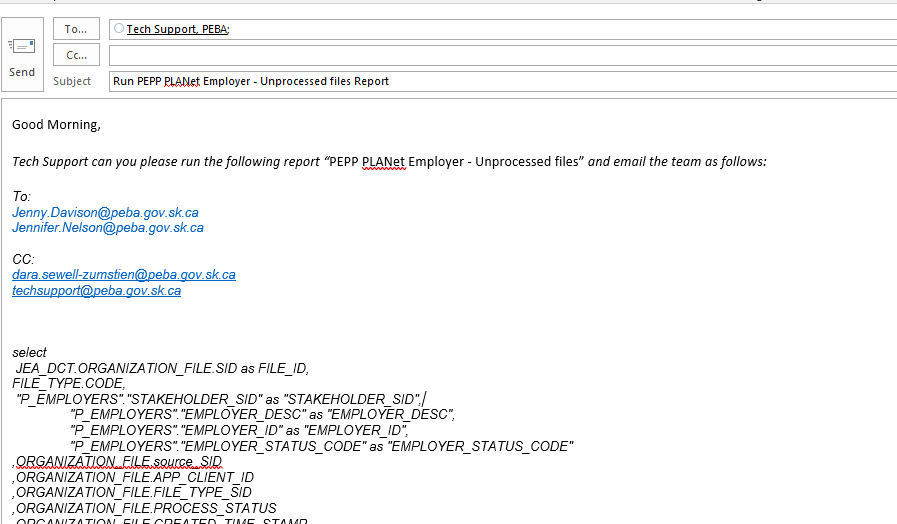 To...
Tech Support, PEBA;
Cc...
Send
Subject
Run PEPP PLANet Employer - Unprocessed files Report
Good Morning,
Tech Support can you please run the following report “PEPP PLANet Employer - Unprocessed files” and email the team as follows:
To:
Jenny.Davison@peba.gov.sk.ca
Jennifer.Nelson@peba.gov.sk.ca
CC:
dara.sewell-zumstien@peba.gov.sk.ca
techsupport@peba.gov.sk.ca
select
JEA_DCT.ORGANIZATION_FILE.SID as FILE_ID,
FILE_TYPE.CODE,
"P_EMPLOYERS"."STAKEHOLDER_SID" as "STAKEHOLDER_SID",
"P_EMPLOYERS"."EMPLOYER_DESC" as "EMPLOYER_DESC",
"P_EMPLOYERS"."EMPLOYER_ID" as "EMPLOYER_ID",
"P_EMPLOYERS"."EMPLOYER_STATUS_CODE" as "EMPLOYER_STATUS_CODE"
,ORGANIZATION_FILE.source_SID
,ORGANIZATION_FILE.APP_CLIENT_ID
,ORGANIZATION_FILE.FILE_TYPE_SID
,ORGANIZATION_FILE.PROCESS_STATUS
,ORGANIZATION_FILE.CREATED_TIME_STAMP